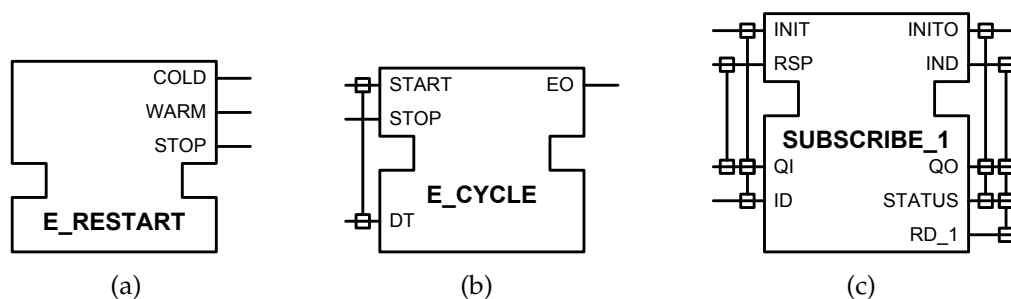 COLD
WARM
STOP
E_RESTART
(a)
START
EO
STOP
E_CYCLE
DT
(b)
INIT
INITO
RSP
IND
SUBSCRIBE_1
QI
QO
ID
STATUS
RD_1
(c)